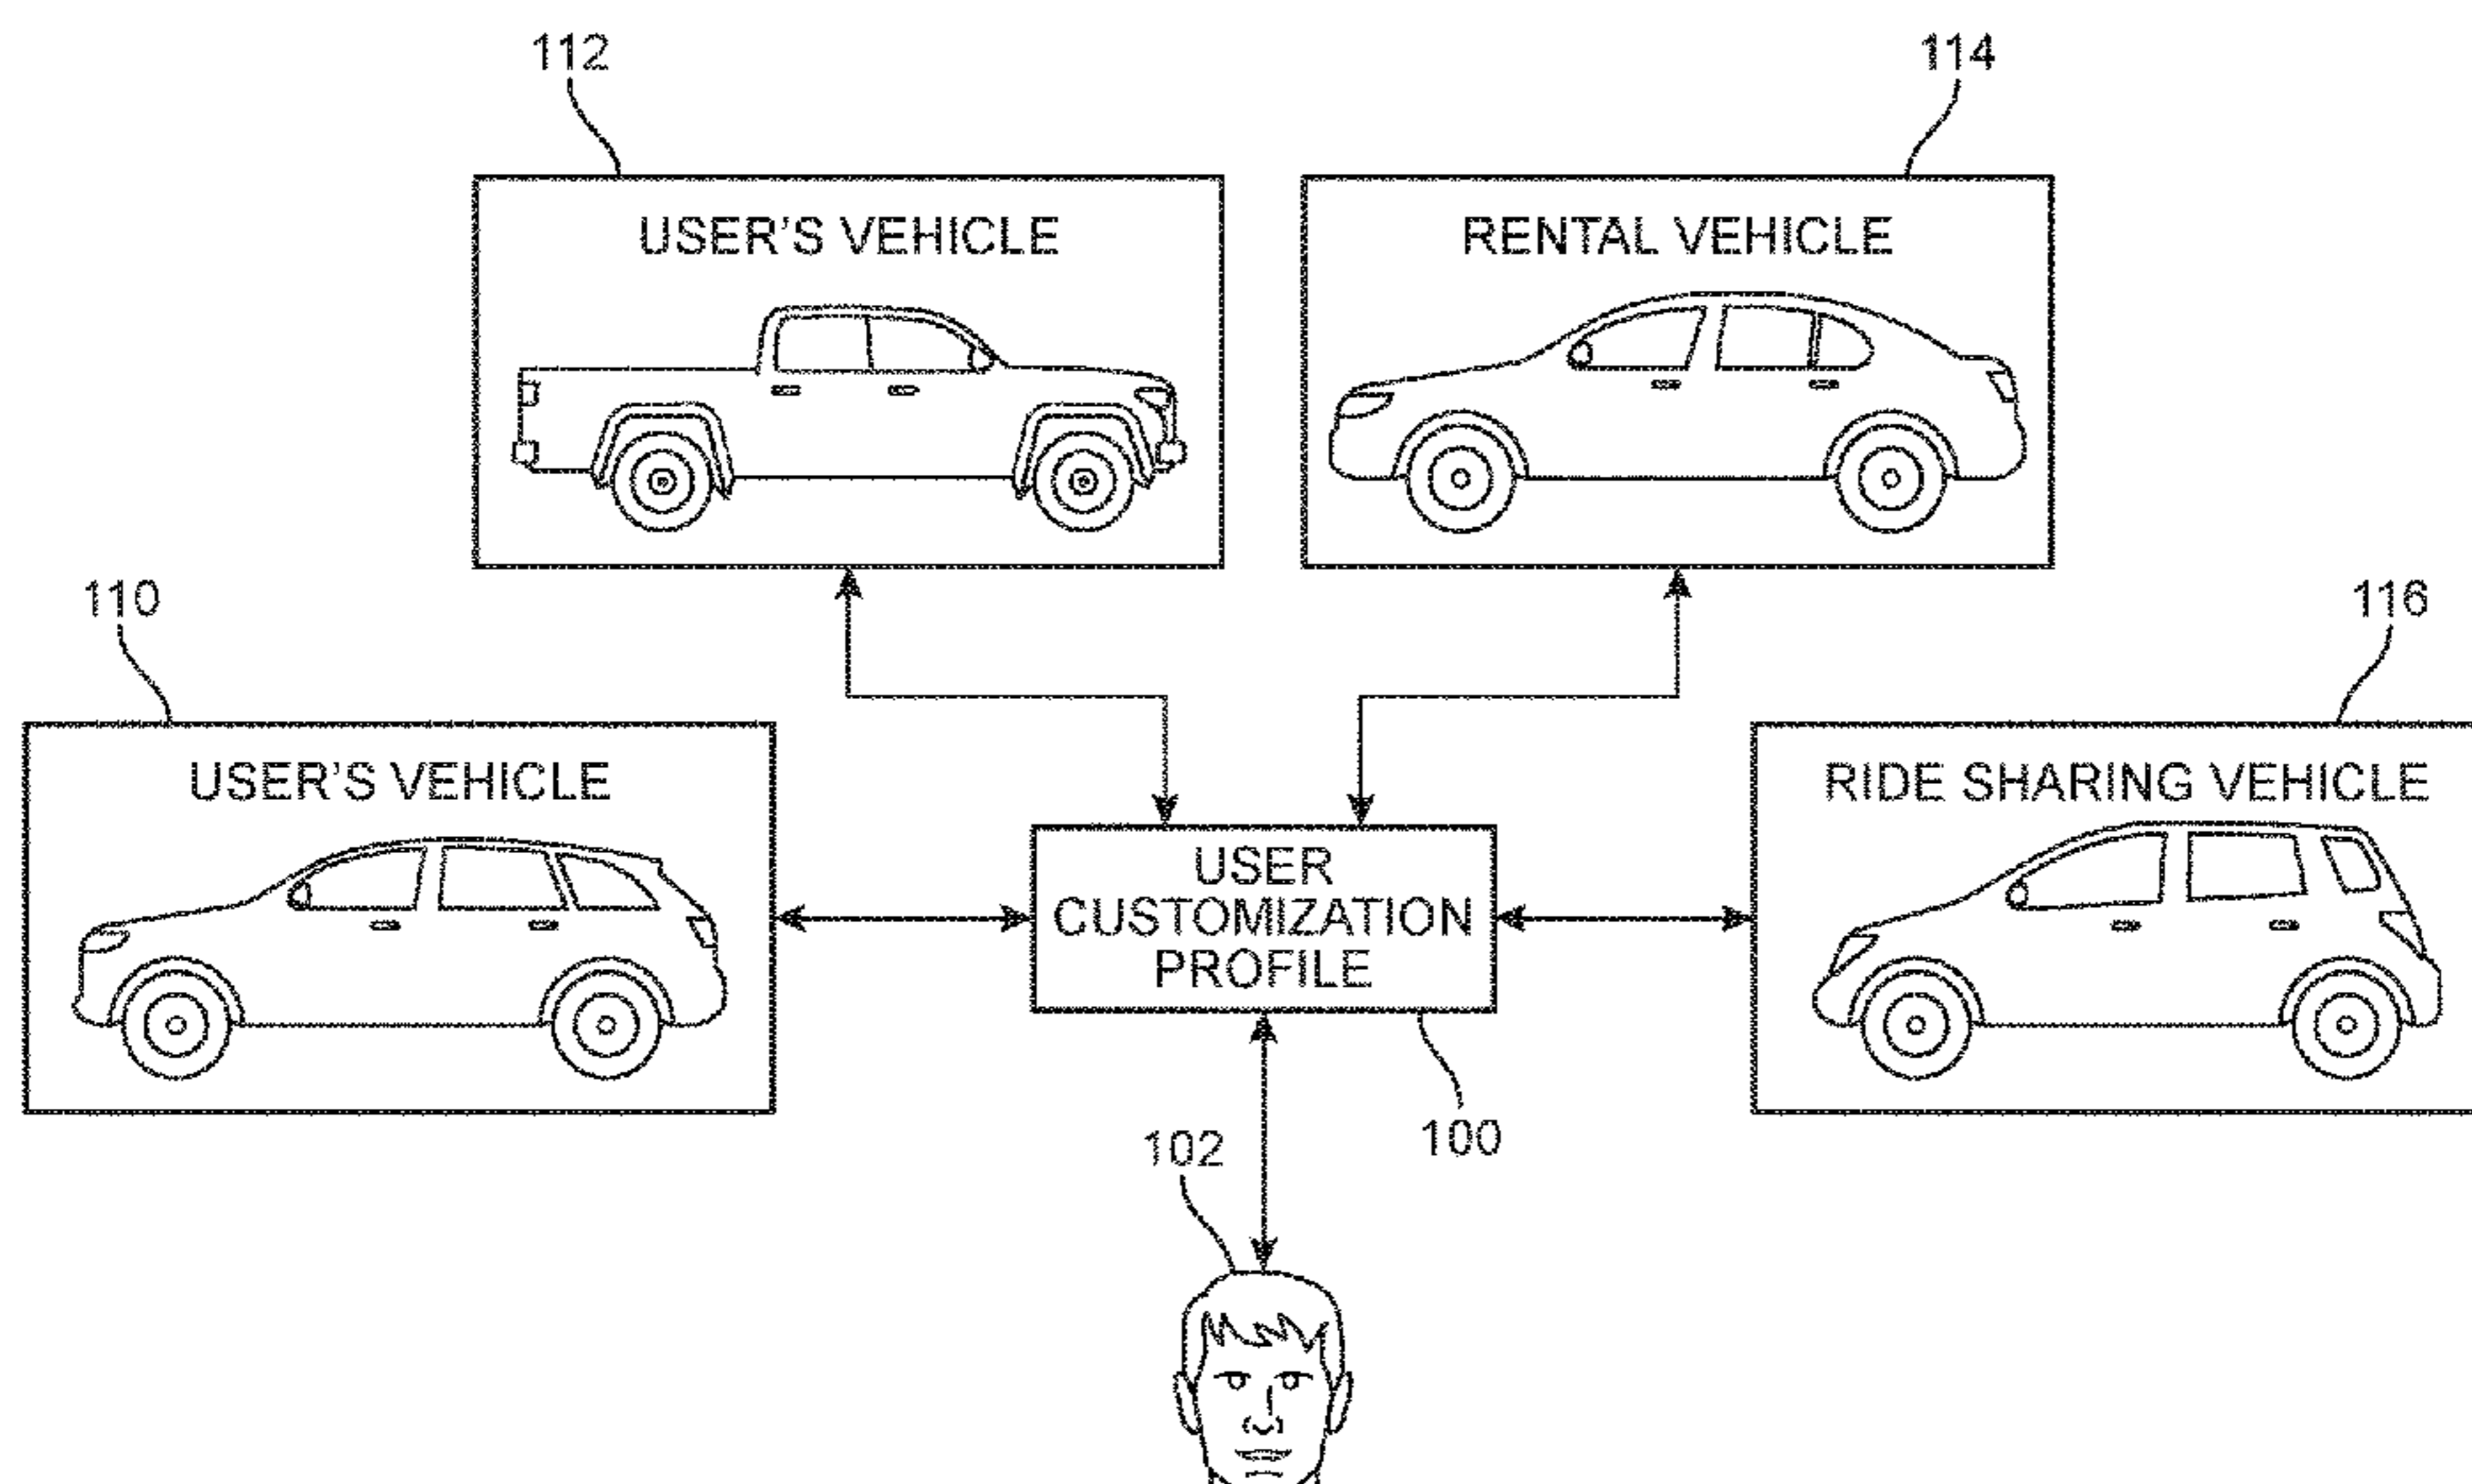 112
114
USER'S VEHICLE
RENTAL VEHICLE
110
116
USER'S VEHICLE
RIDE SHARING VEHICLE
USER
CUSTOMIZATION
PROFILE
102
100